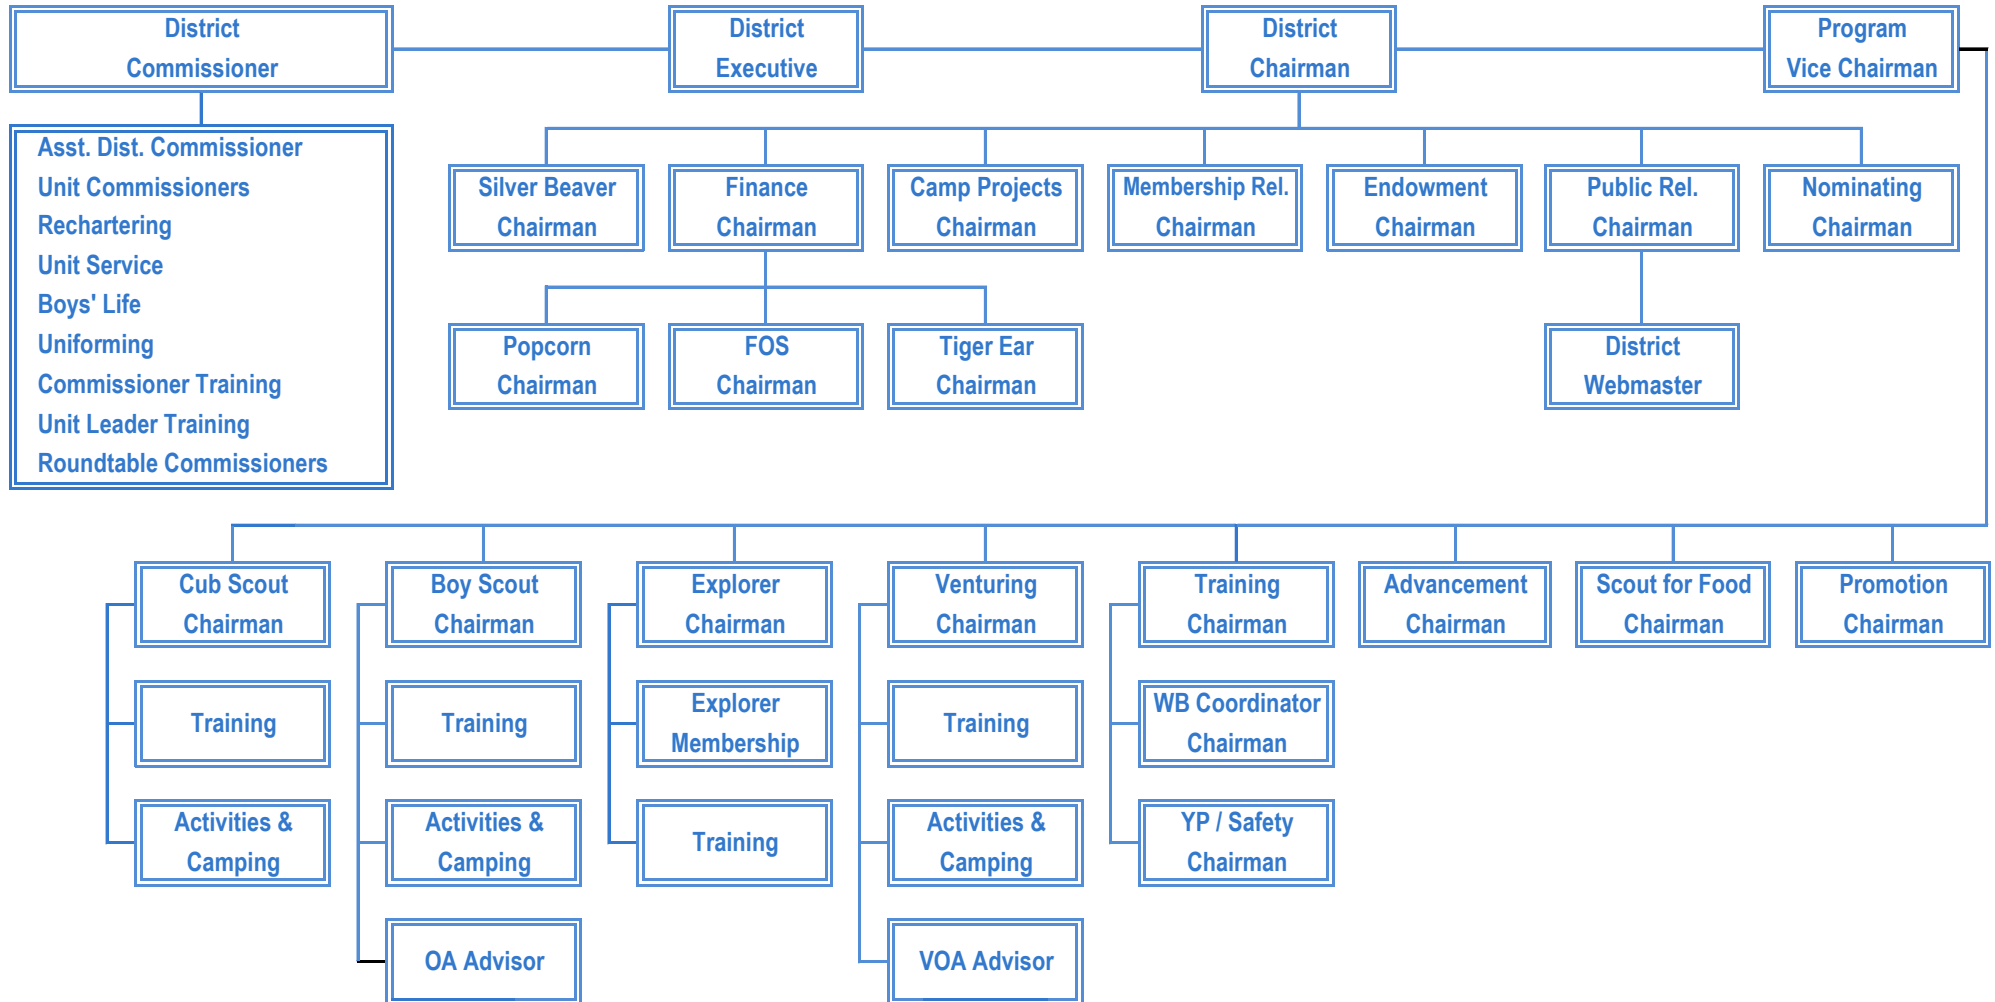 District
Commissioner
District
Executive
District
Chairman
Program
Vice Chairman
Asst. Dist. Commissioner
Unit Commissioners
Rechartering
Unit Service
Boys' Life
Uniforming
Commissioner Training
Unit Leader Training
Roundtable Commissioners
Silver Beaver
Chairman
Finance
Chairman
Camp Projects
Chairman
Membership Rel.
Chairman
Endowment
Chairman
Public Rel.
Chairman
Nominating
Chairman
Popcorn
Chairman
FOS
Chairman
Tiger Ear
Chairman
District
Webmaster
Cub Scout
Chairman
Boy Scout
Chairman
Explorer
Chairman
Venturing
Chairman
Training
Chairman
Advancement
Chairman
Scout for Food
Chairman
Promotion
Chairman
Training
Training
Explorer
Membership
Training
WB Coordinator
Chairman
Activities &
Camping
Activities &
Camping
Training
Activities &
Camping
YP / Safety
Chairman
OA Advisor
VOA Advisor